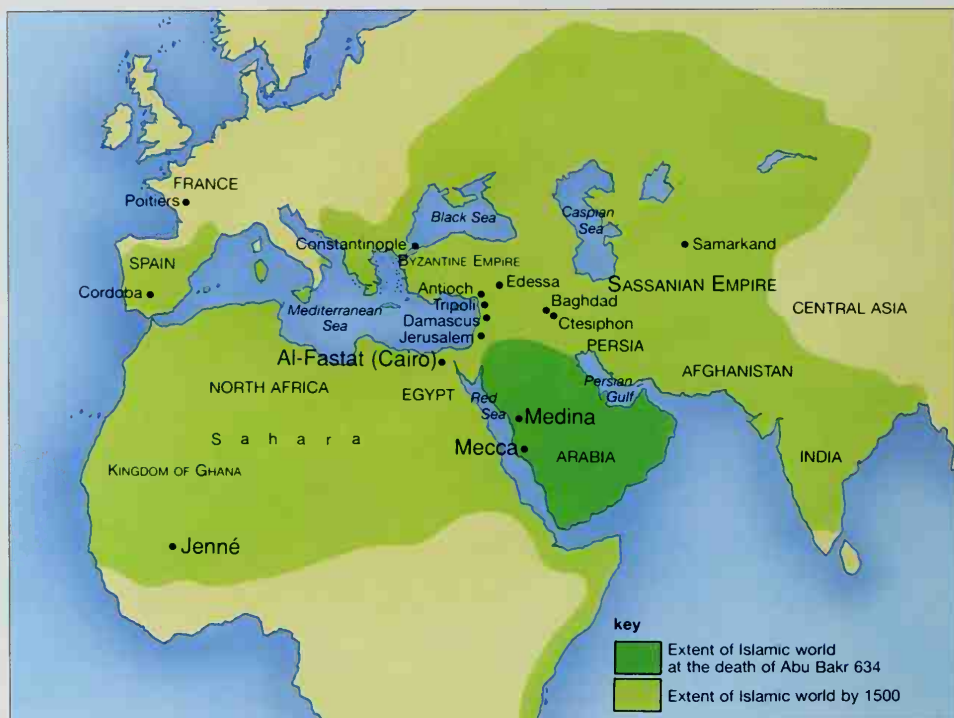 FRANCE
Poitiers
Black Sea
Caspian
Sea
Constantinople
Samarkand
BYZANTINE EMPIRE
SPAIN
Edessa
SASSANIAN EMPIRE
Antioch
Cordoba
Tripoli
Baghdad
CENTRAL ASIA
Mediterranean
Sea
Damascus
Ctesiphon
Jerusalem
PERSIA
Al-Fastat (Cairo)
AFGHANISTAN
NORTH AFRICA
EGYPT
Persian
Gulf
Red
Sea
Medina
Sahara
Mecca
ARABIA
INDIA
KINGDOM OF GHANA
Jenné
key
Extent of Islamic world
at the death of Abu Bakr 634
Extent of Islamic world by 1500